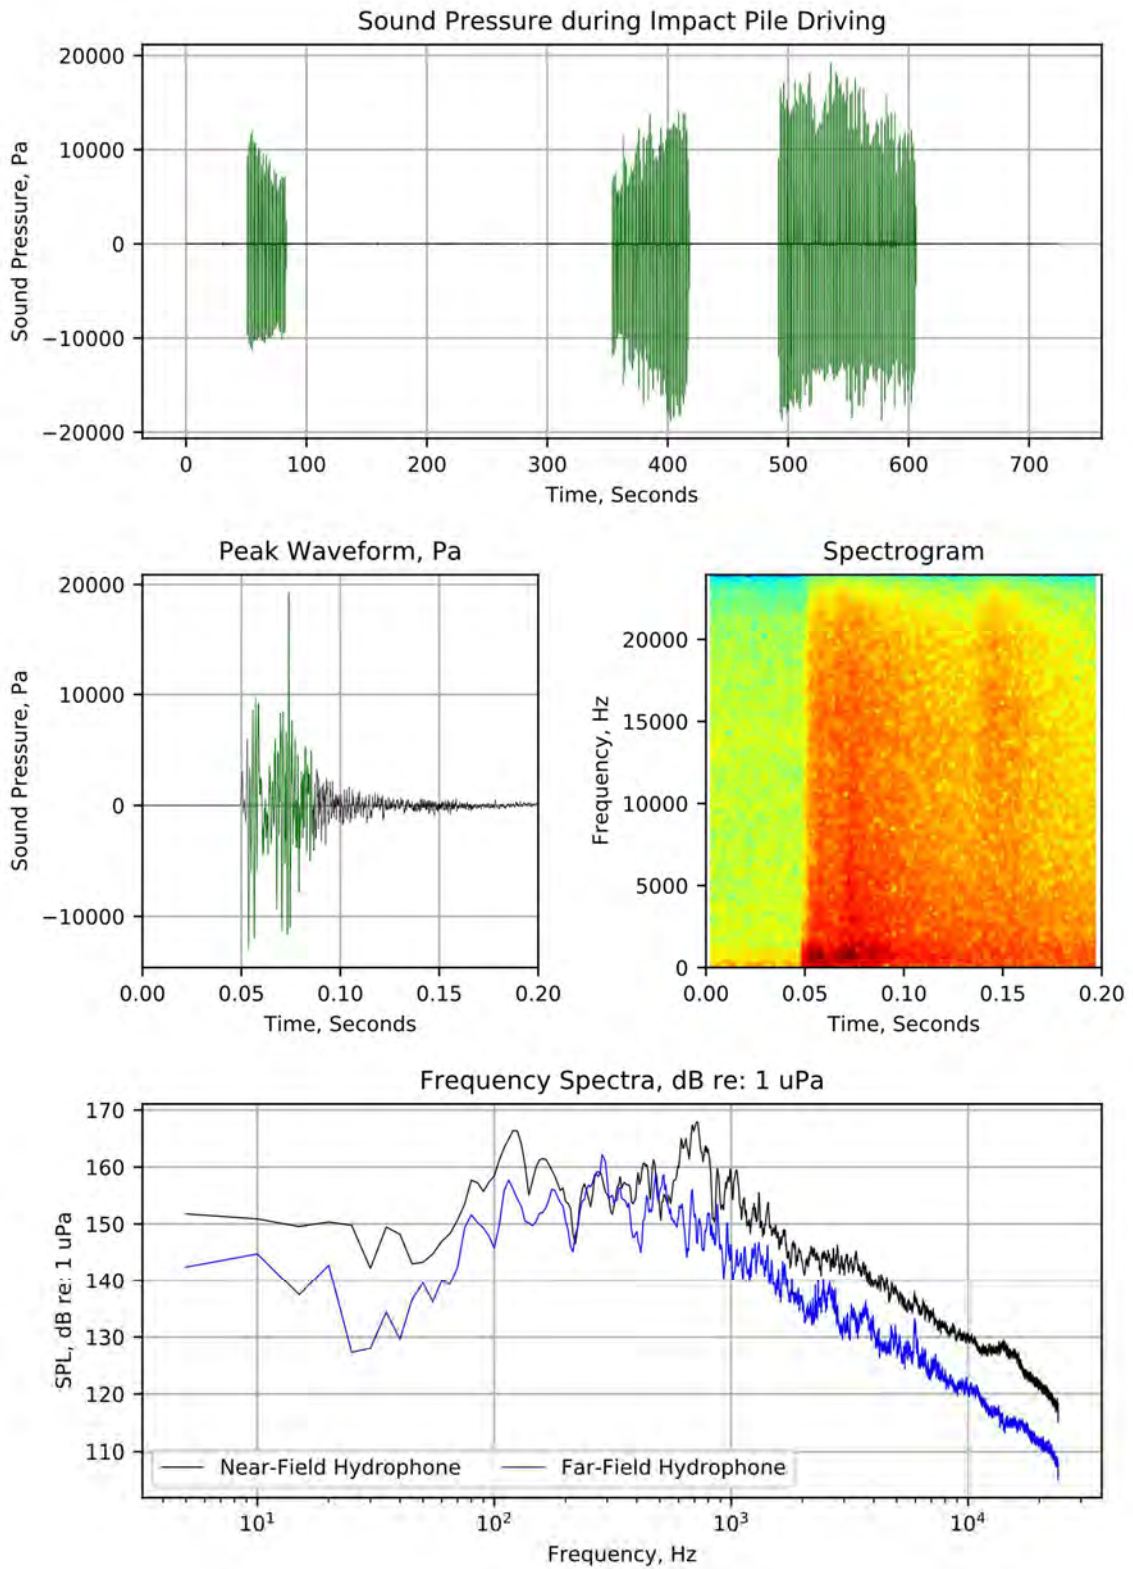 Sound Pressure during Impact Pile Driving
Sound Pressure, Pa
20000
10000
0
−10000
−20000
0 100 200 300 400 500 600 700
Time, Seconds
Peak Waveform, Pa
Sound Pressure, Pa
20000
10000
0
−10000
0.00 0.05 0.10 0.15 0.20
Time, Seconds
Spectrogram
Frequency, Hz
20000
15000
10000
5000
0
0.00 0.05 0.10 0.15 0.20
Time, Seconds
Frequency Spectra, dB re: 1 uPa
SPL, dB re: 1 uPa
170
160
150
140
130
120
110
Near-Field Hydrophone Far-Field Hydrophone
10¹ 10² 10³ 10⁴
Frequency, Hz